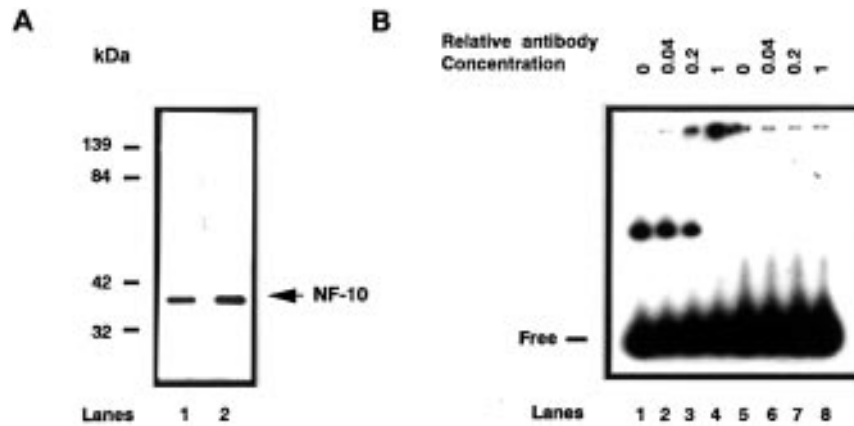 A
kDa
139
84
42
32
NF-10
Lanes 1 2
B
Relative antibody
Concentration
0 0.04 0.2 1 0 0.04 0.2 1
Free
Lanes 1 2 3 4 5 6 7 8